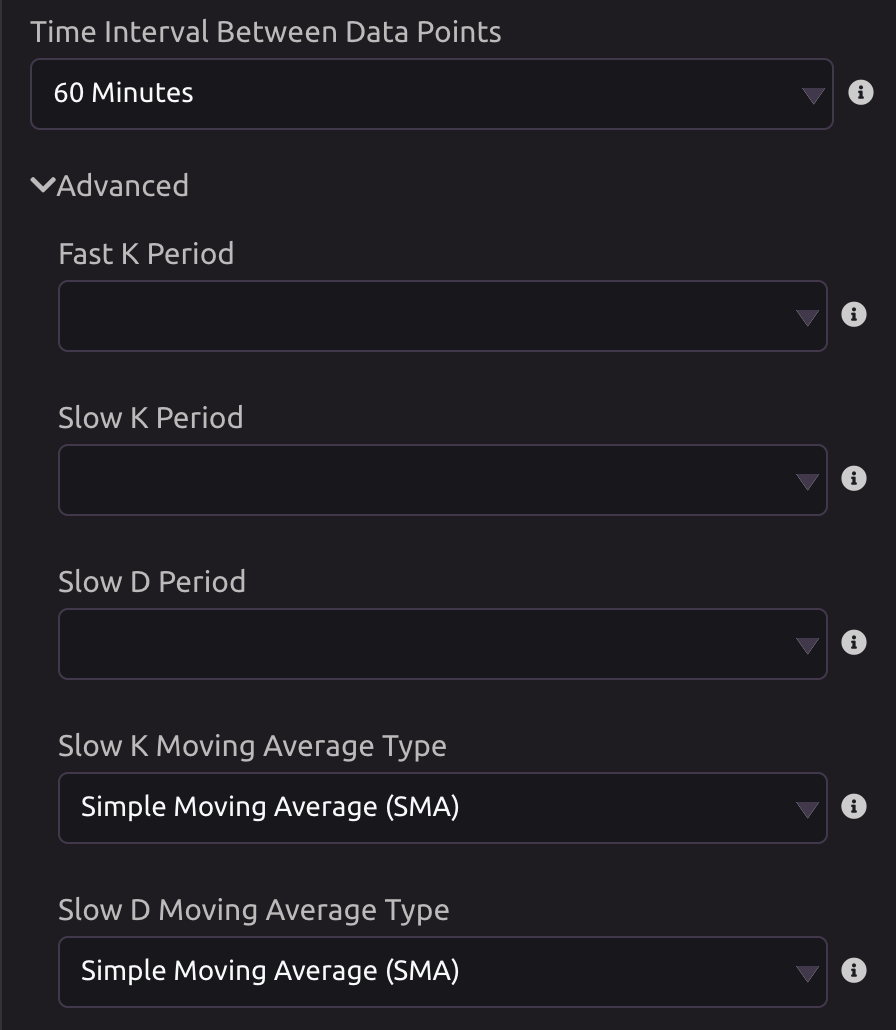 Time Interval Between Data Points
60 Minutes
Advanced
Fast K Period
Slow K Period
Slow D Period
Slow K Moving Average Type
Simple Moving Average (SMA)
Slow D Moving Average Type
Simple Moving Average (SMA)